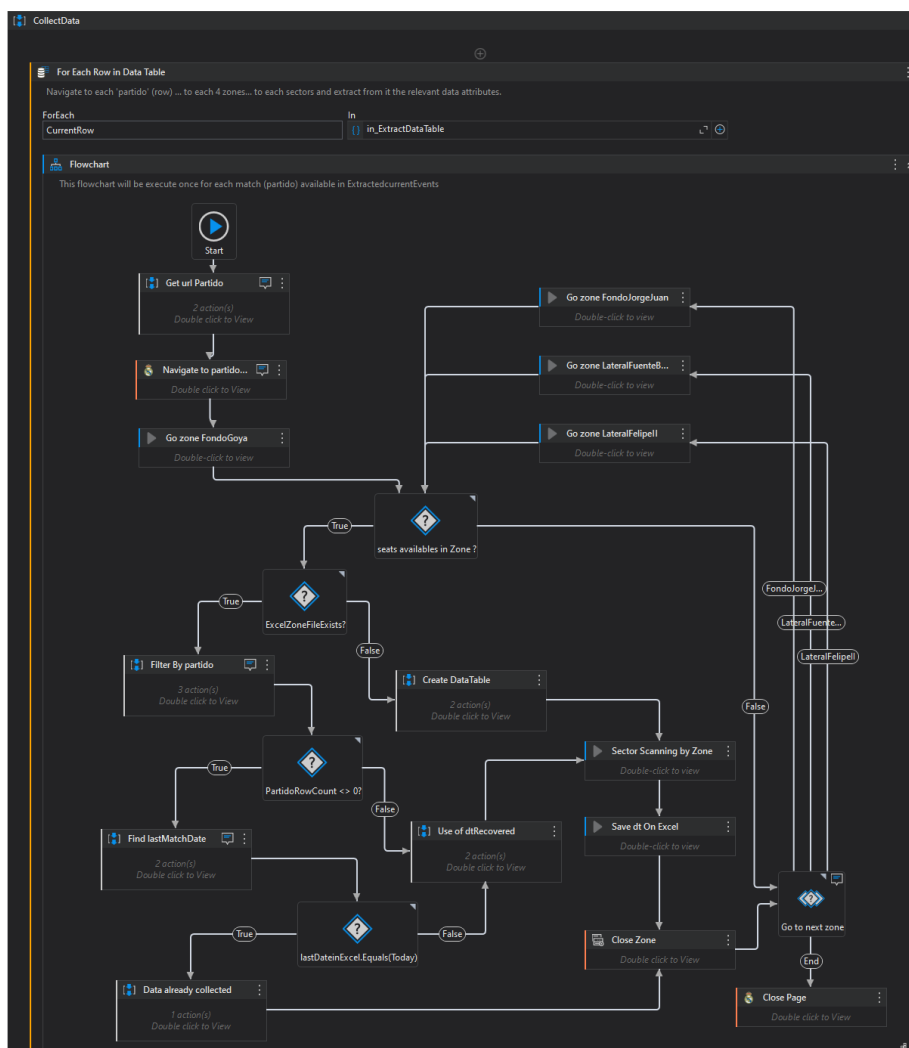 CollectData
For Each Row in Data Table
Navigate to each 'partido' (row) ... to each 4 zones... to each sectors and extract from it the relevant data attributes.
ForEach
In
CurrentRow
in_ExtractDataTable
Flowchart
This flowchart will be execute once for each match (partido) available in ExtractedcurrentEvents
Start
Get url Partido
2 action(s)
Double click to View
Go zone FondoJorgeJuan
Double-click to view
Navigate to partido...
Double click to View
Go zone LateralFuenteB...
Double-click to view
Go zone FondoGoya
Double-click to view
Go zone LateralFelipeII
Double-click to view
True
seats availables in Zone ?
FondoJorgeJ...
True
ExcelZoneFileExists?
LateralFuente...
False
LateralFelipeII
Filter By partido
3 action(s)
Double click to View
Create DataTable
2 action(s)
Double click to View
False
Sector Scanning by Zone
Double-click to view
True
PartidoRowCount <> 0?
False
Find lastMatchDate
2 action(s)
Double click to View
Use of dtRecovered
2 action(s)
Double click to View
Save dt On Excel
Double-click to view
Go to next zone
True
lastDateinExcel.Equals(Today)
False
Close Zone
Double click to View
End
Data already collected
1 action(s)
Double click to View
Close Page
Double click to View